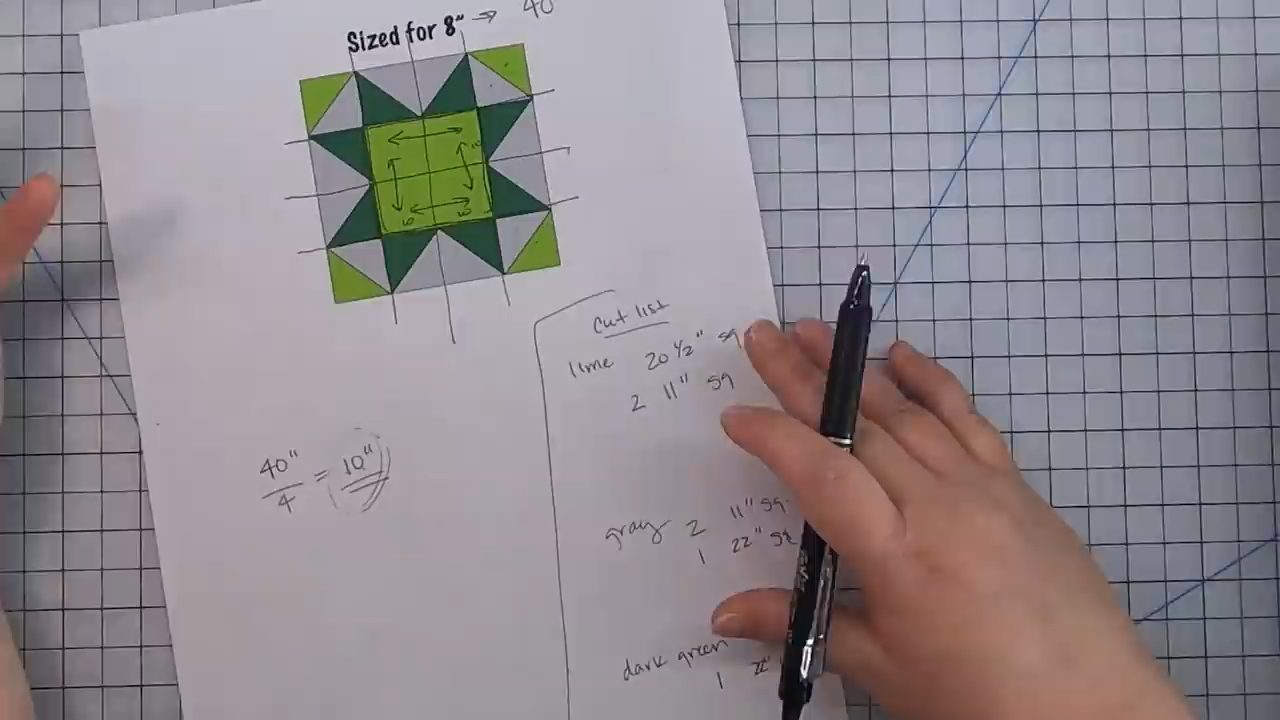 Sized for 8" → 40
cut list
lime 20 ½" sq
2 11" sq
40"
4
= 10"
gray 2 11" sq.
1 22" sq
dark green
1 22"